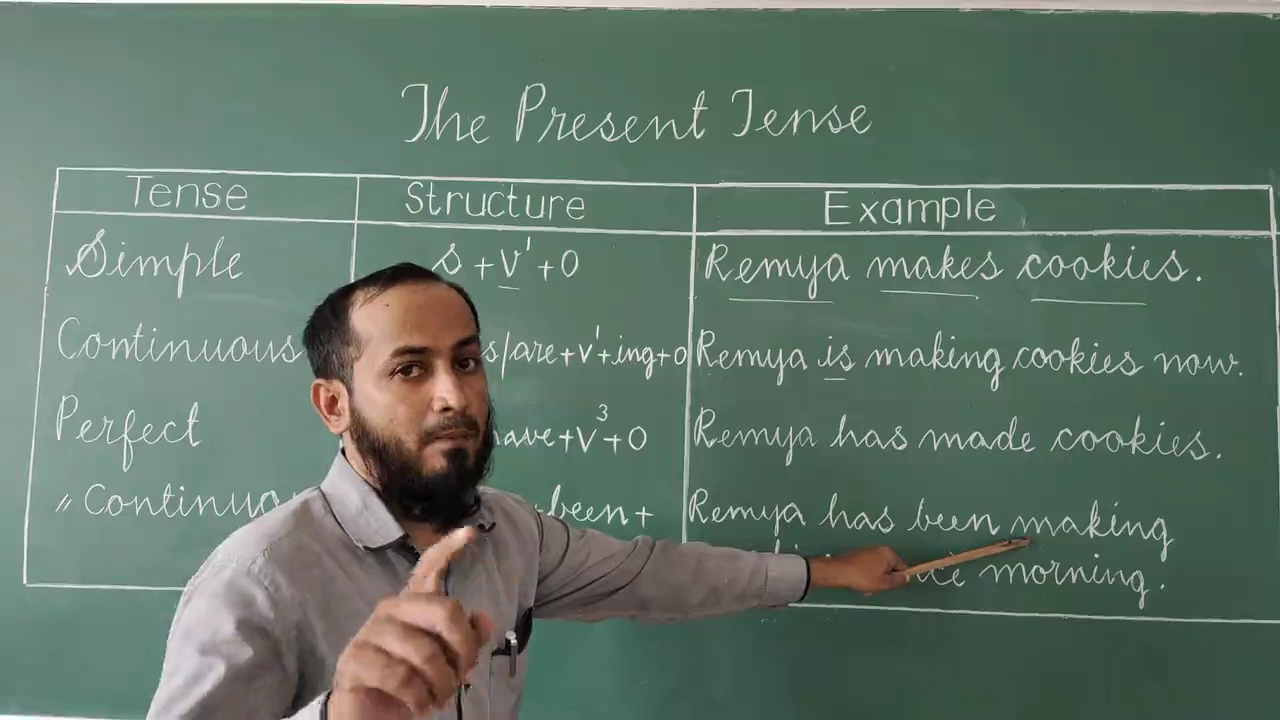 The Present Tense
Tense Structure Example
Simple S + V¹ + O Remya makes cookies.
Continuous s/are+V¹+ing+O Remya is making cookies now.
Perfect have+V³+O Remya has made cookies.
〃 Continuou been+ Remya has been making
morning.